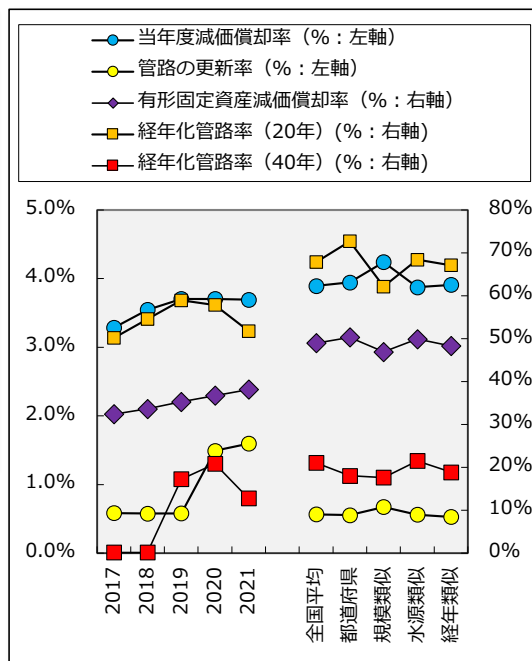 当年度減価償却率（%：左軸）
管路の更新率（%：左軸）
有形固定資産減価償却率（%：右軸）
経年化管路率（20年）(%：右軸)
経年化管路率（40年）(%：右軸)
5.0%
4.0%
3.0%
2.0%
1.0%
0.0%
80%
70%
60%
50%
40%
30%
20%
10%
0%
2017
2018
2019
2020
2021
全国平均
都道府県
規模類似
水源類似
経年類似